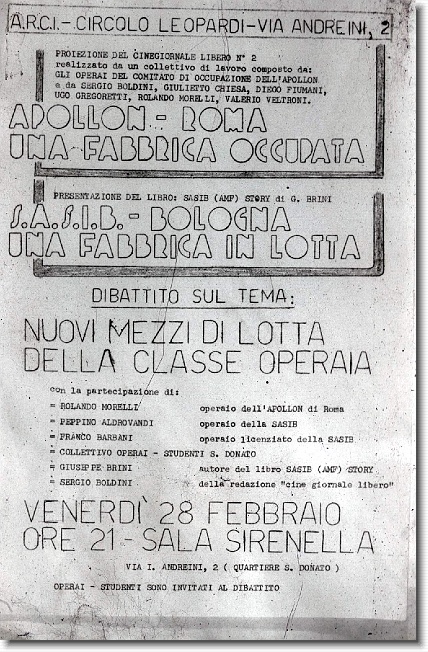 A.R.C.I. - CIRCOLO LEOPARDI - VIA ANDREINI, 2
PROIEZIONE DEL CINEGIORNALE LIBERO N° 2
realizzato da un collettivo di lavoro composto da:
GLI OPERAI DEL COMITATO DI OCCUPAZIONE DELL'APOLLON
e da SERGIO BOLDINI, GIULIETTO CHIESA, DIEGO FIUMANI,
UGO GREGORETTI, ROLANDO MORELLI, VALERIO VELTRONI.
APOLLON - ROMA
UNA FABBRICA OCCUPATA
PRESENTAZIONE DEL LIBRO: SASIB (AMF) STORY di G. BRINI
S.A.S.I.B. - BOLOGNA
UNA FABBRICA IN LOTTA
DIBATTITO SUL TEMA:
NUOVI MEZZI DI LOTTA
DELLA CLASSE OPERAIA
con la partecipazione di:
= ROLANDO MORELLI operaio dell'APOLLON di Roma
= PEPPINO ALDROVANDI operaio della SASIB
= FRANCO BARBANI operaio licenziato della SASIB
= COLLETTIVO OPERAI - STUDENTI S. DONATO
= GIUSEPPE BRINI autore del libro SASIB (AMF) STORY
= SERGIO BOLDINI della redazione "cine giornale libero"
VENERDÌ 28 FEBBRAIO
ORE 21 - SALA SIRENELLA
VIA I. ANDREINI, 2 ( QUARTIERE S. DONATO )
OPERAI - STUDENTI SONO INVITATI AL DIBATTITO